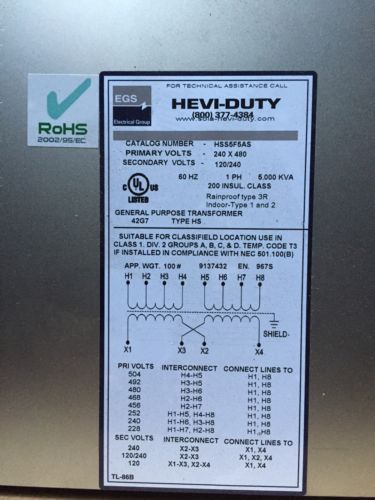 RoHS
2002/95/EC
FOR TECHNICAL ASSISTANCE CALL
EGS
Electrical Group
HEVI-DUTY
(800) 377-4384
www.sola-hevi-duty.com
CATALOG NUMBER - HS5F5AS
PRIMARY VOLTS - 240 X 480
SECONDARY VOLTS - 120/240
60 HZ 1 PH 5.000 KVA
200 INSUL. CLASS
UL
LISTED
Rainproof type 3R
Indoor-Type 1 and 2
GENERAL PURPOSE TRANSFORMER
42G7 TYPE HS
SUITABLE FOR CLASSIFIED LOCATION USE IN
CLASS 1. DIV. 2 GROUPS A, B, C, & D. TEMP. CODE T3
IF INSTALLED IN COMPLIANCE WITH NEC 501.100(B)
APP. WGT. 100# 9137432 EN. 967S
H1 H2 H3 H4 H5 H6 H7 H8
SHIELD
X1 X3 X2 X4
PRI VOLTS INTERCONNECT CONNECT LINES TO
504 H4-H5 H1, H8
492 H3-H5 H1, H8
480 H3-H6 H1, H8
468 H2-H6 H1, H8
456 H2-H7 H1, H8
252 H1-H5, H4-H8 H1, H8
240 H1-H6, H3-H8 H1, H8
228 H1-H7, H2-H8 H1, H8
SEC VOLTS INTERCONNECT CONNECT LINES TO
240 X2-X3 X1, X4
120/240 X2-X3 X1, X2, X4
120 X1-X3, X2-X4 X1, X4
TL-86B